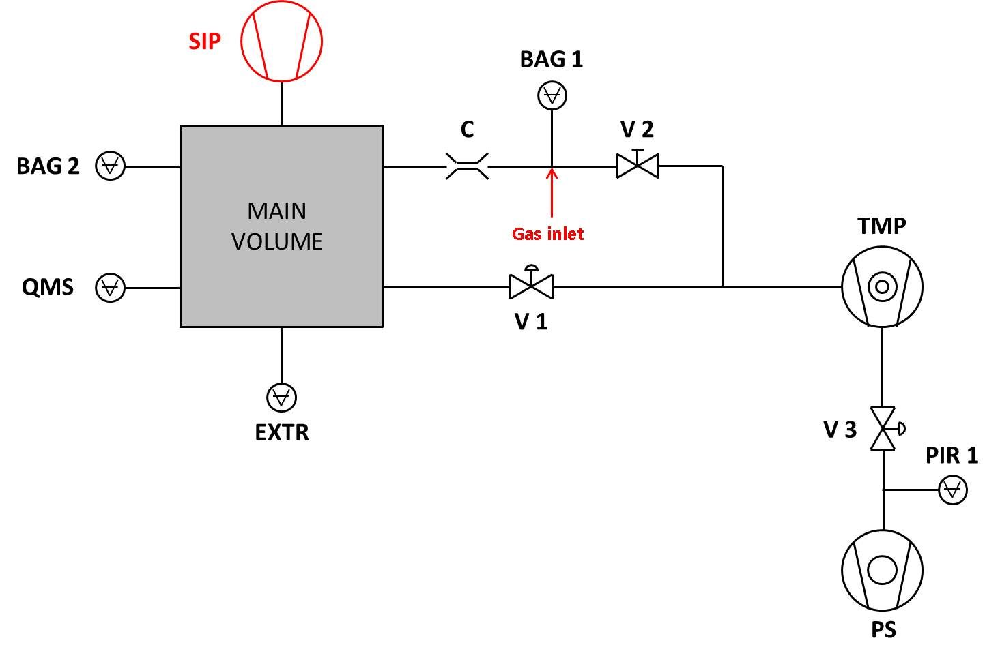 SIP
BAG 1
C
V 2
BAG 2
MAIN
VOLUME
Gas inlet
TMP
QMS
V 1
EXTR
V 3
PIR 1
PS